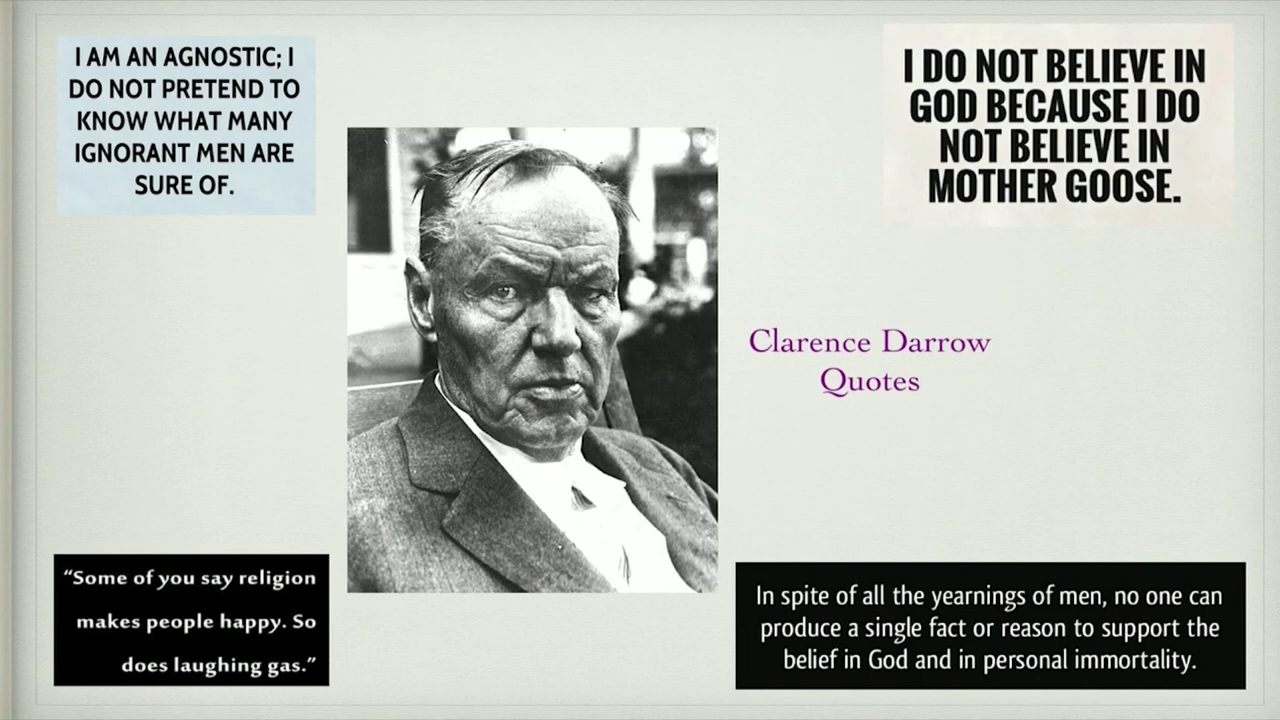 I AM AN AGNOSTIC; I
DO NOT PRETEND TO
KNOW WHAT MANY
IGNORANT MEN ARE
SURE OF.
I DO NOT BELIEVE IN
GOD BECAUSE I DO
NOT BELIEVE IN
MOTHER GOOSE.
Clarence Darrow
Quotes
“Some of you say religion
makes people happy. So
does laughing gas.”
In spite of all the yearnings of men, no one can
produce a single fact or reason to support the
belief in God and in personal immortality.